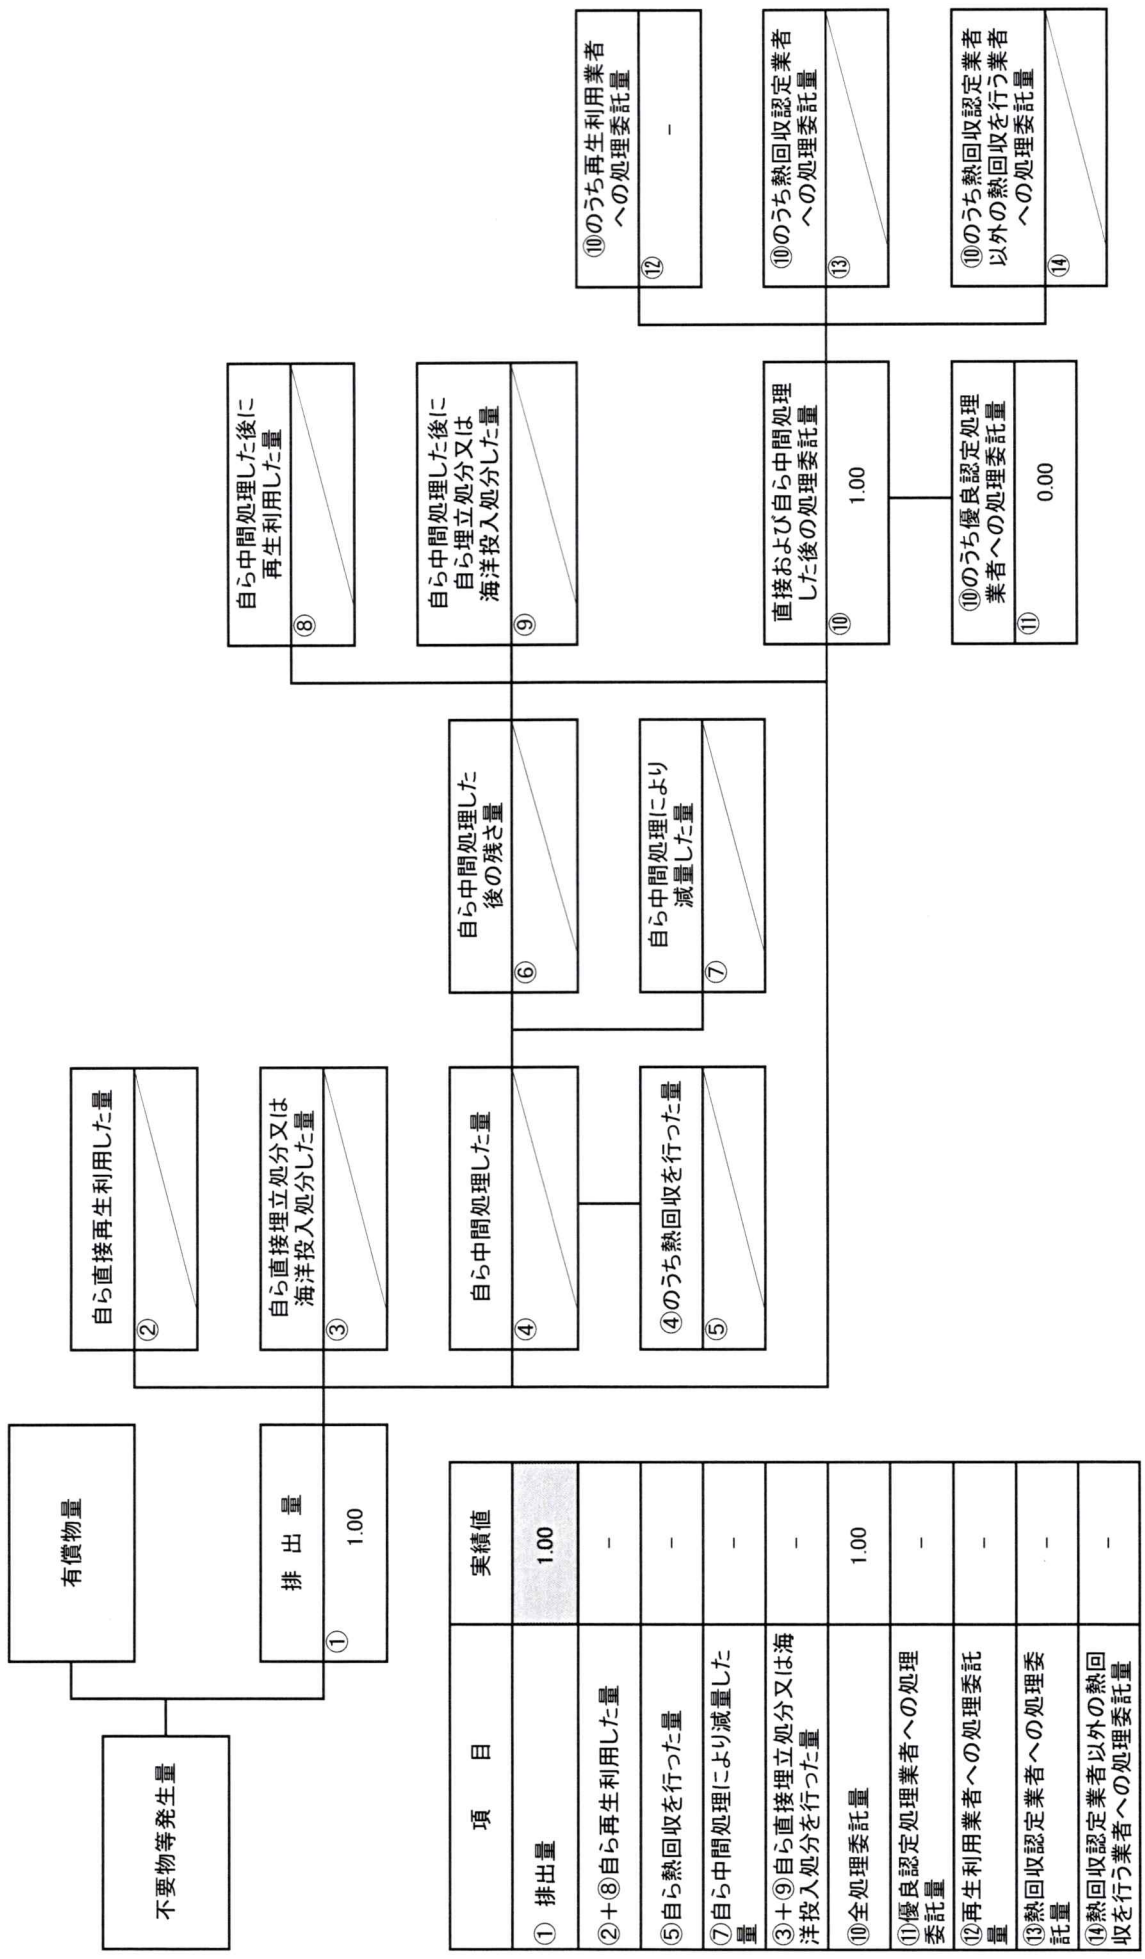 不要物等発生量
有償物量
排 出 量
①
1.00
自ら直接再生利用した量
②
自ら直接埋立処分又は
海洋投入処分した量
③
自ら中間処理した量
④
④のうち熱回収を行った量
⑤
自ら中間処理した
後の残さ量
⑥
自ら中間処理により
減量した量
⑦
自ら中間処理した後に
再生利用した量
⑧
自ら中間処理した後に
自ら埋立処分又は
海洋投入処分した量
⑨
直接および自ら中間処理
した後の処理委託量
⑩
1.00
⑩のうち優良認定処理
業者への処理委託量
⑪
0.00
⑩のうち再生利用業者
への処理委託量
⑫
-
⑩のうち熱回収認定業者
への処理委託量
⑬
⑩のうち熱回収認定業者
以外の熱回収を行う業者
への処理委託量
⑭
項 目 実績値
① 排出量 1.00
②+⑧自ら再生利用した量 -
⑤自ら熱回収を行った量 -
⑦自ら中間処理により減量した
量 -
③+⑨自ら直接埋立処分又は海
洋投入処分を行った量 -
⑩全処理委託量 1.00
⑪優良認定処理業者への処理
委託量 -
⑫再生利用業者への処理委託
量 -
⑬熱回収認定業者への処理委
託量 -
⑭熱回収認定業者以外の熱回
収を行う業者への処理委託量 -